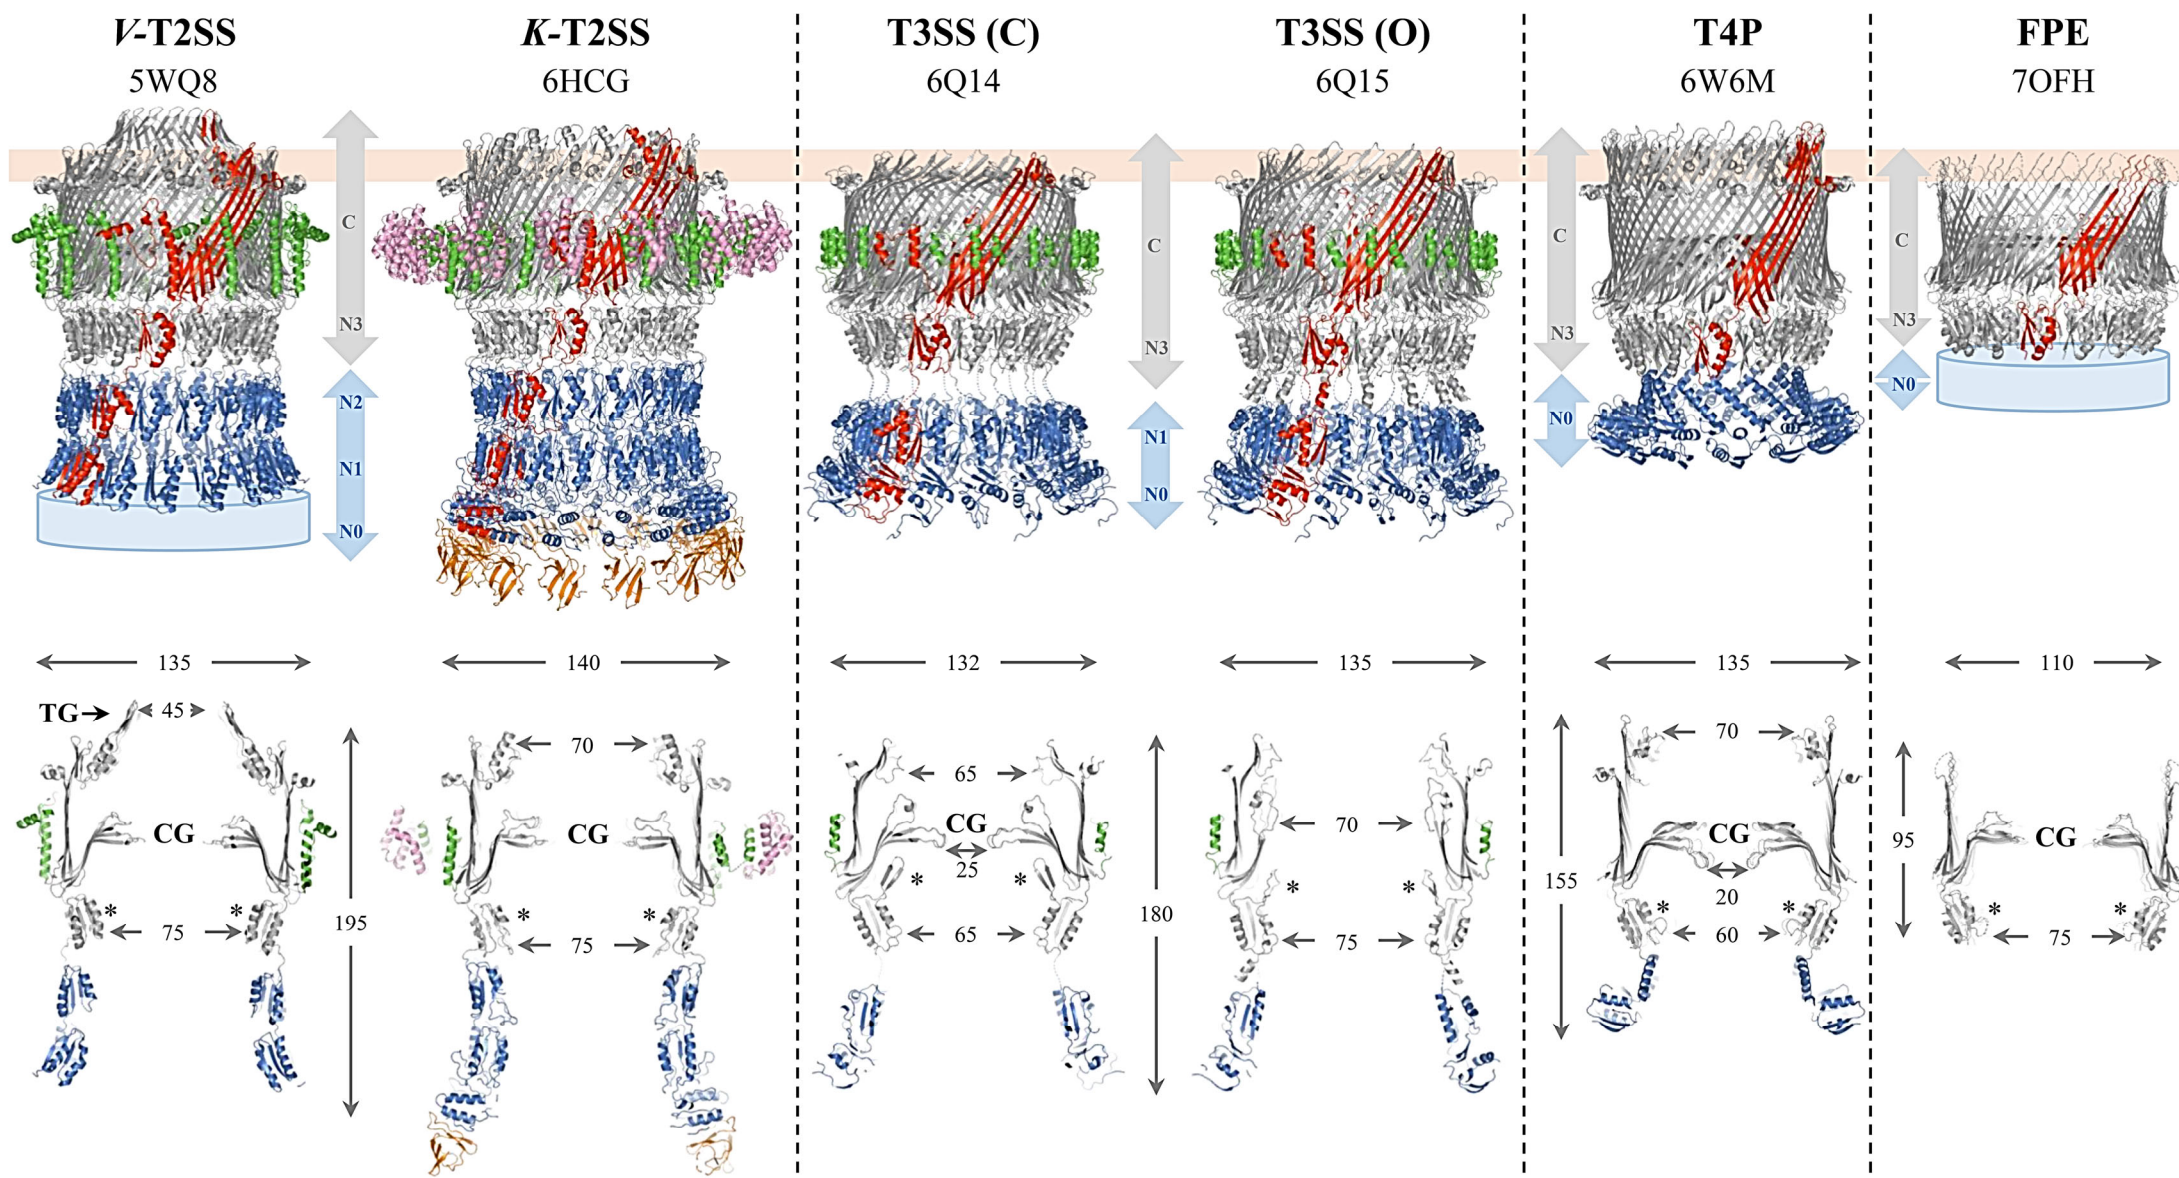 V-T2SS K-T2SS T3SS (C) T3SS (O) T4P FPE
5WQ8 6HCG 6Q14 6Q15 6W6M 7OFH
C C C C
N3 N3 N3 N3
N2 N1 N0 N0
N1 N0
N0
135 140 132 135 135 110
TG 45 70 65 70
CG CG CG 70 CG CG
25 20
* * * * * * * * * * * *
75 75 65 75 60 75
195 180 155 95